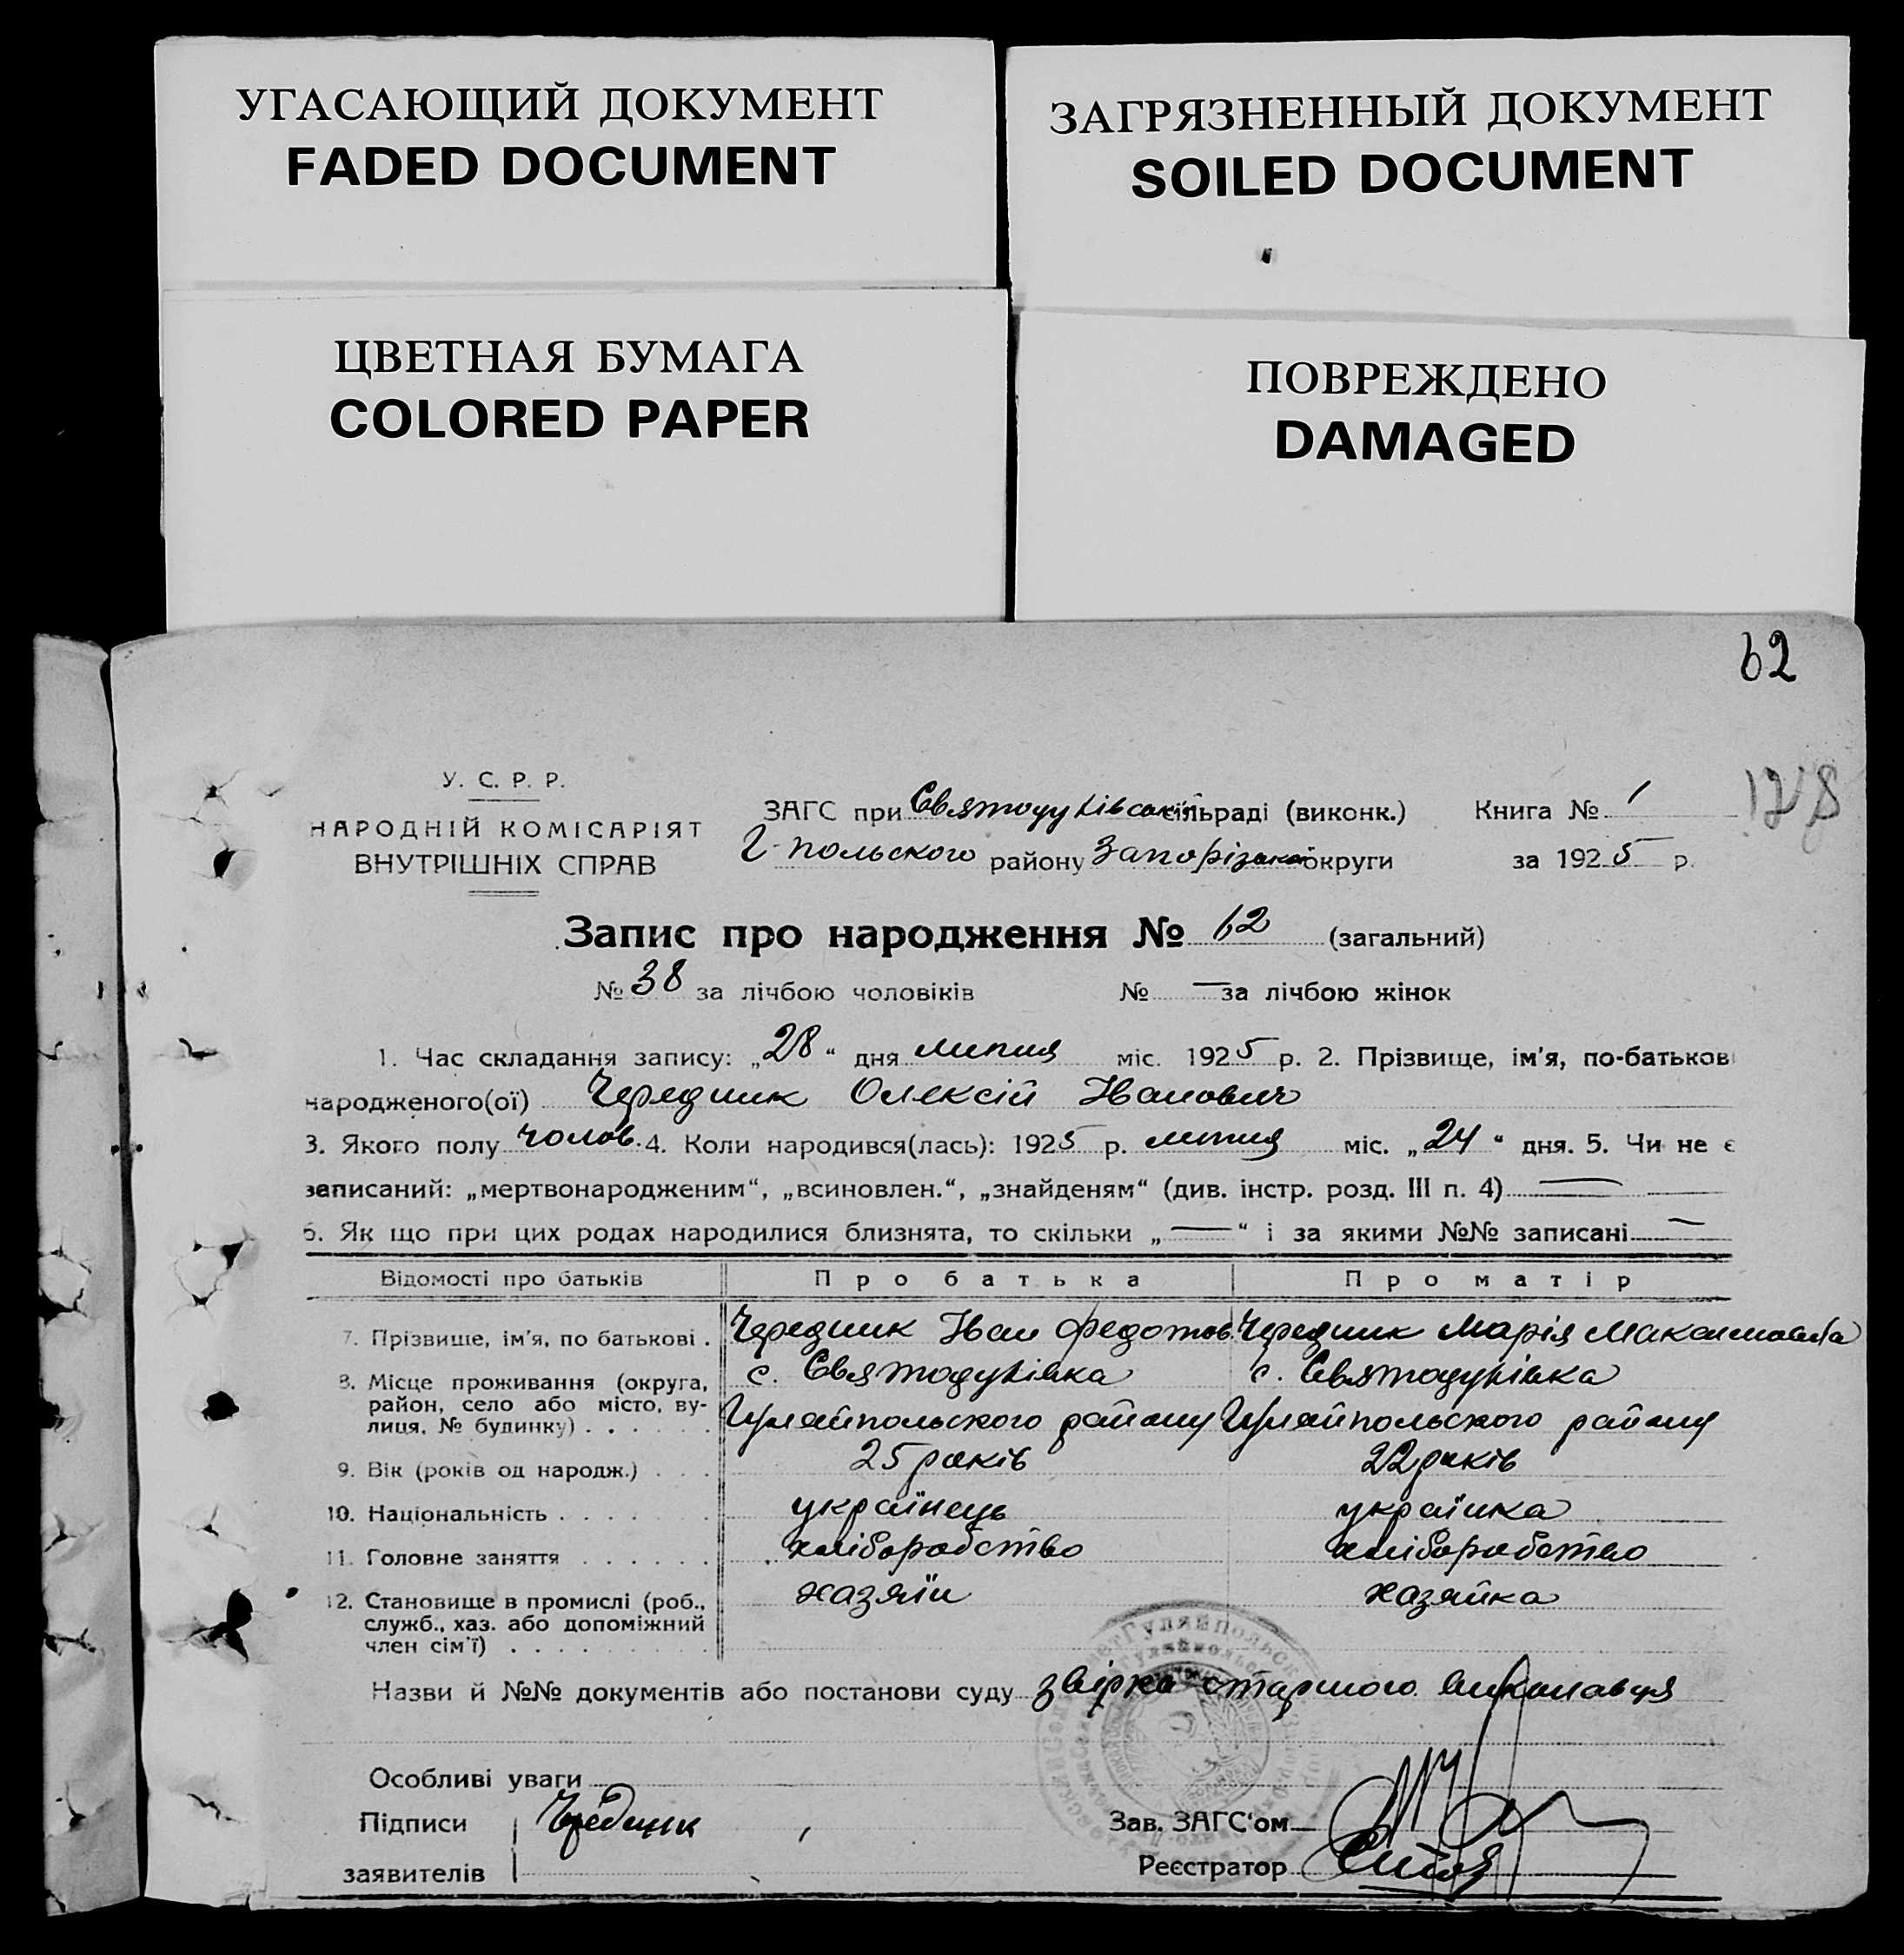 УГАСАЮЩИЙ ДОКУМЕНТ
FADED DOCUMENT
ЗАГРЯЗНЕННЫЙ ДОКУМЕНТ
SOILED DOCUMENT
ЦВЕТНАЯ БУМАГА
COLORED PAPER
ПОВРЕЖДЕНО
DAMAGED
62
У. С. Р. Р.
НАРОДНІЙ КОМІСАРІЯТ
ВНУТРІШНІХ СПРАВ
ЗАГС при Святодухівській сільраді (виконк.)
Г-польского району Запорізької округи
Книга № 1
за 1925 р.
178
Запис про народження № 62 (загальний)
№ 38 за лічбою чоловіків № — за лічбою жінок
1. Час складання запису: „28“ дня липня міс. 1925 р. 2. Прізвище, ім'я, по-батькові
народженого(ої) Чередник Олексій Іванович
3. Якого полу чолов. 4. Коли народився(лась): 1925 р. липня міс. „24“ дня. 5. Чи не є
записаний: „мертвонародженим“, „всиновлен.“, „знайденям“ (див. інстр. розд. III п. 4) —
6. Як що при цих родах народилися близнята, то скільки „—“ і за якими №№ записані —
Відомості про батьків Про батька Про матір
7. Прізвище, ім'я, по батькові . Чередник Іван Федотов. Чередник Марія Максимовна
8. Місце проживання (округа,
район, село або місто, ву-
лиця, № будинку) . . . . . .
с. Святодухівка
Гуляйпольского району
с. Святодухівка
Гуляйпольского району
9. Вік (років од народж.) . . . 25 років 22 років
10. Національність . . . . . . українець українка
11. Головне заняття . . . . . . хліборобство хліборобство
12. Становище в промислі (роб.,
служб., хаз. або допоміжний
член сім'ї) . . . . . . . . .
хазяїн
хазяйка
Назви й №№ документів або постанови суду звірка старшого виконавця
Особливі уваги
Підписи
заявителів
Чередник
Зав. ЗАГС'ом
Реєстратор